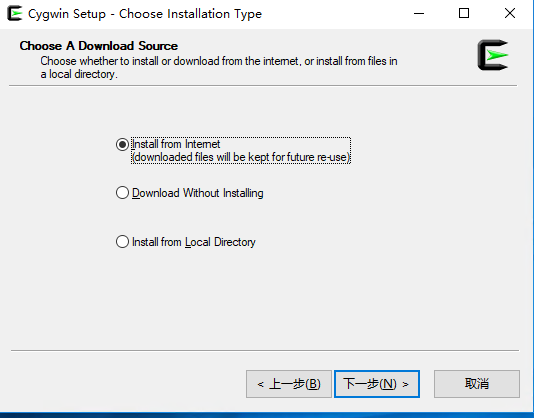 Cygwin Setup - Choose Installation Type
Choose A Download Source
Choose whether to install or download from the internet, or install from files in
a local directory.
Install from Internet
(downloaded files will be kept for future re-use)
Download Without Installing
Install from Local Directory
< 上一步(B)
下一步(N) >
取消